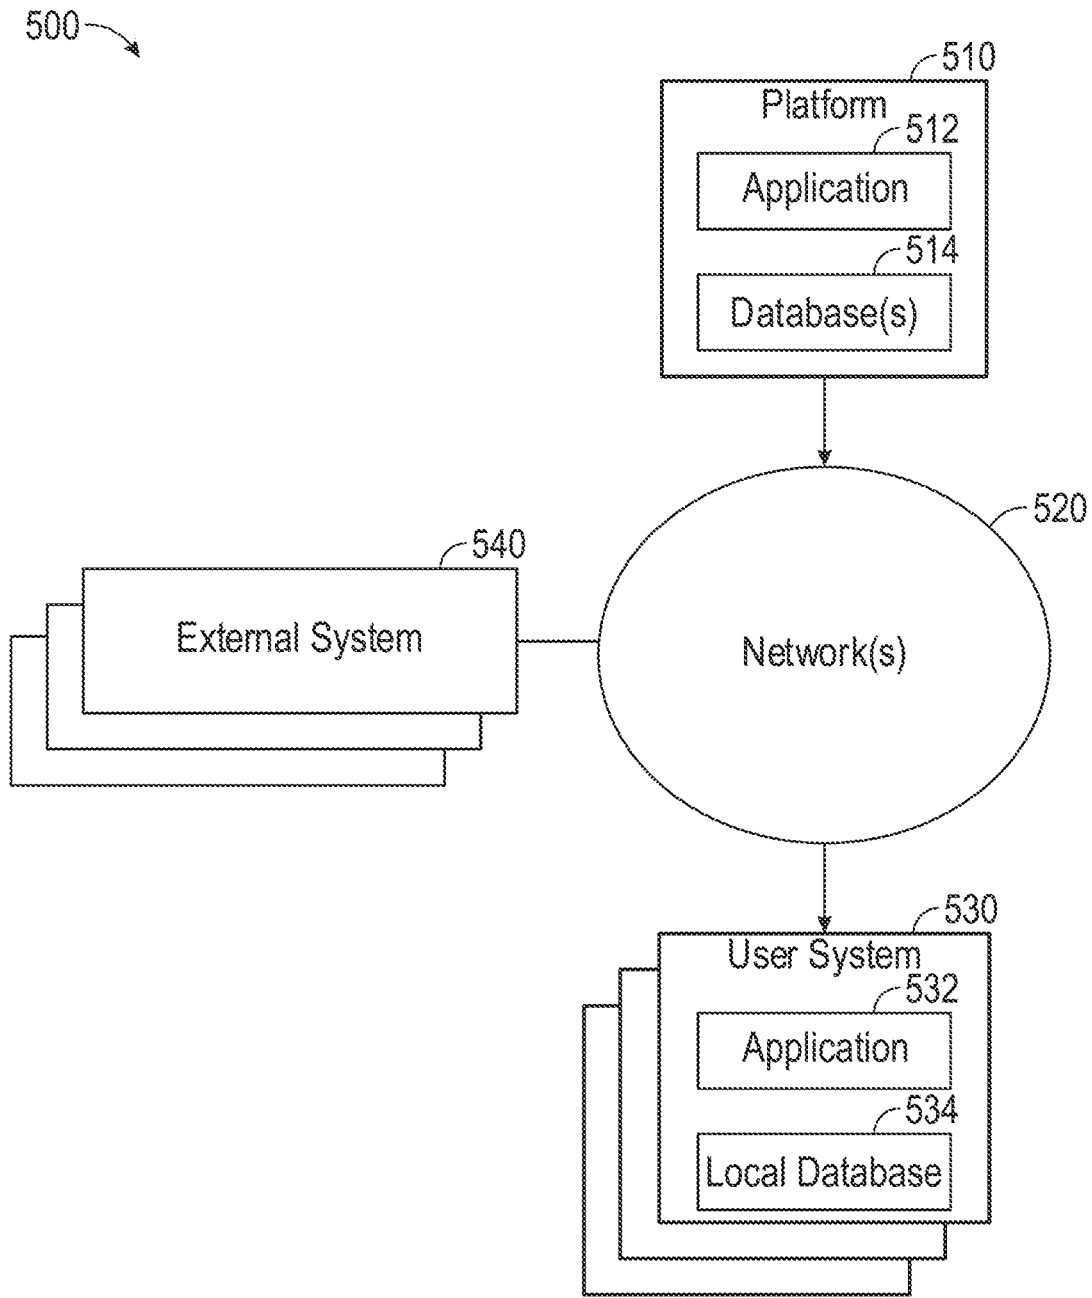 500
510
Platform
512
Application
514
Database(s)
520
540
External System
Network(s)
530
User System
532
Application
534
Local Database